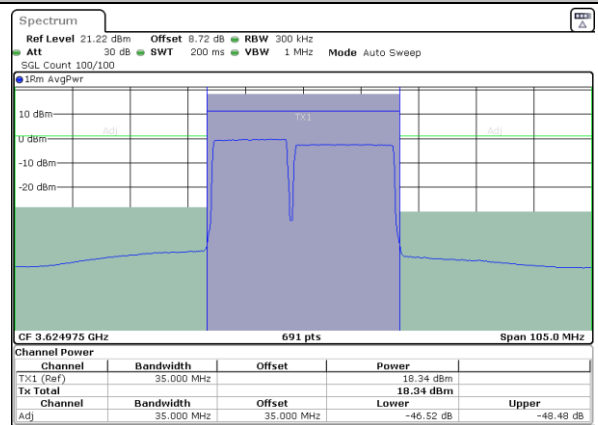 Spectrum
Ref Level 21.22 dBm Offset 8.72 dB RBW 300 kHz
Att 30 dB SWT 200 ms VBW 1 MHz Mode Auto Sweep
SGL Count 100/100
1Rm AvgPwr
10 dBm
TX1
Adj
Adj
0 dBm
-10 dBm
-20 dBm
CF 3.624975 GHz 691 pts Span 105.0 MHz
Channel Power
Channel Bandwidth Offset Power
TX1 (Ref) 35.000 MHz 18.34 dBm
Tx Total 18.34 dBm
Channel Bandwidth Offset Lower Upper
Adj 35.000 MHz 35.000 MHz -46.52 dB -48.48 dB